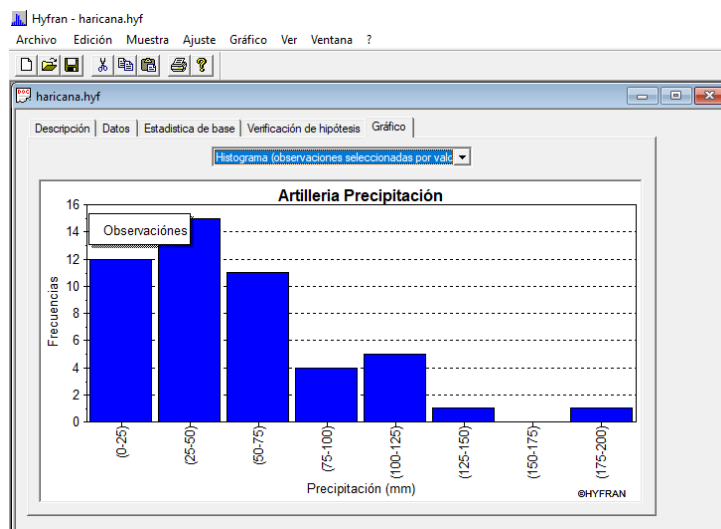 Hyfran - haricana.hyf
Archivo Edición Muestra Ajuste Gráfico Ver Ventana ?
haricana.hyf
Descripción Datos Estadistica de base Verificación de hipótesis Gráfico
Histograma (observaciones seleccionadas por valo
Artilleria Precipitación
Observaciónes
Frecuencias
16
14
12
10
8
6
4
2
0
(0-25) (25-50) (50-75) (75-100) (100-125) (125-150) (150-175) (175-200)
Precipitación (mm)
©HYFRAN